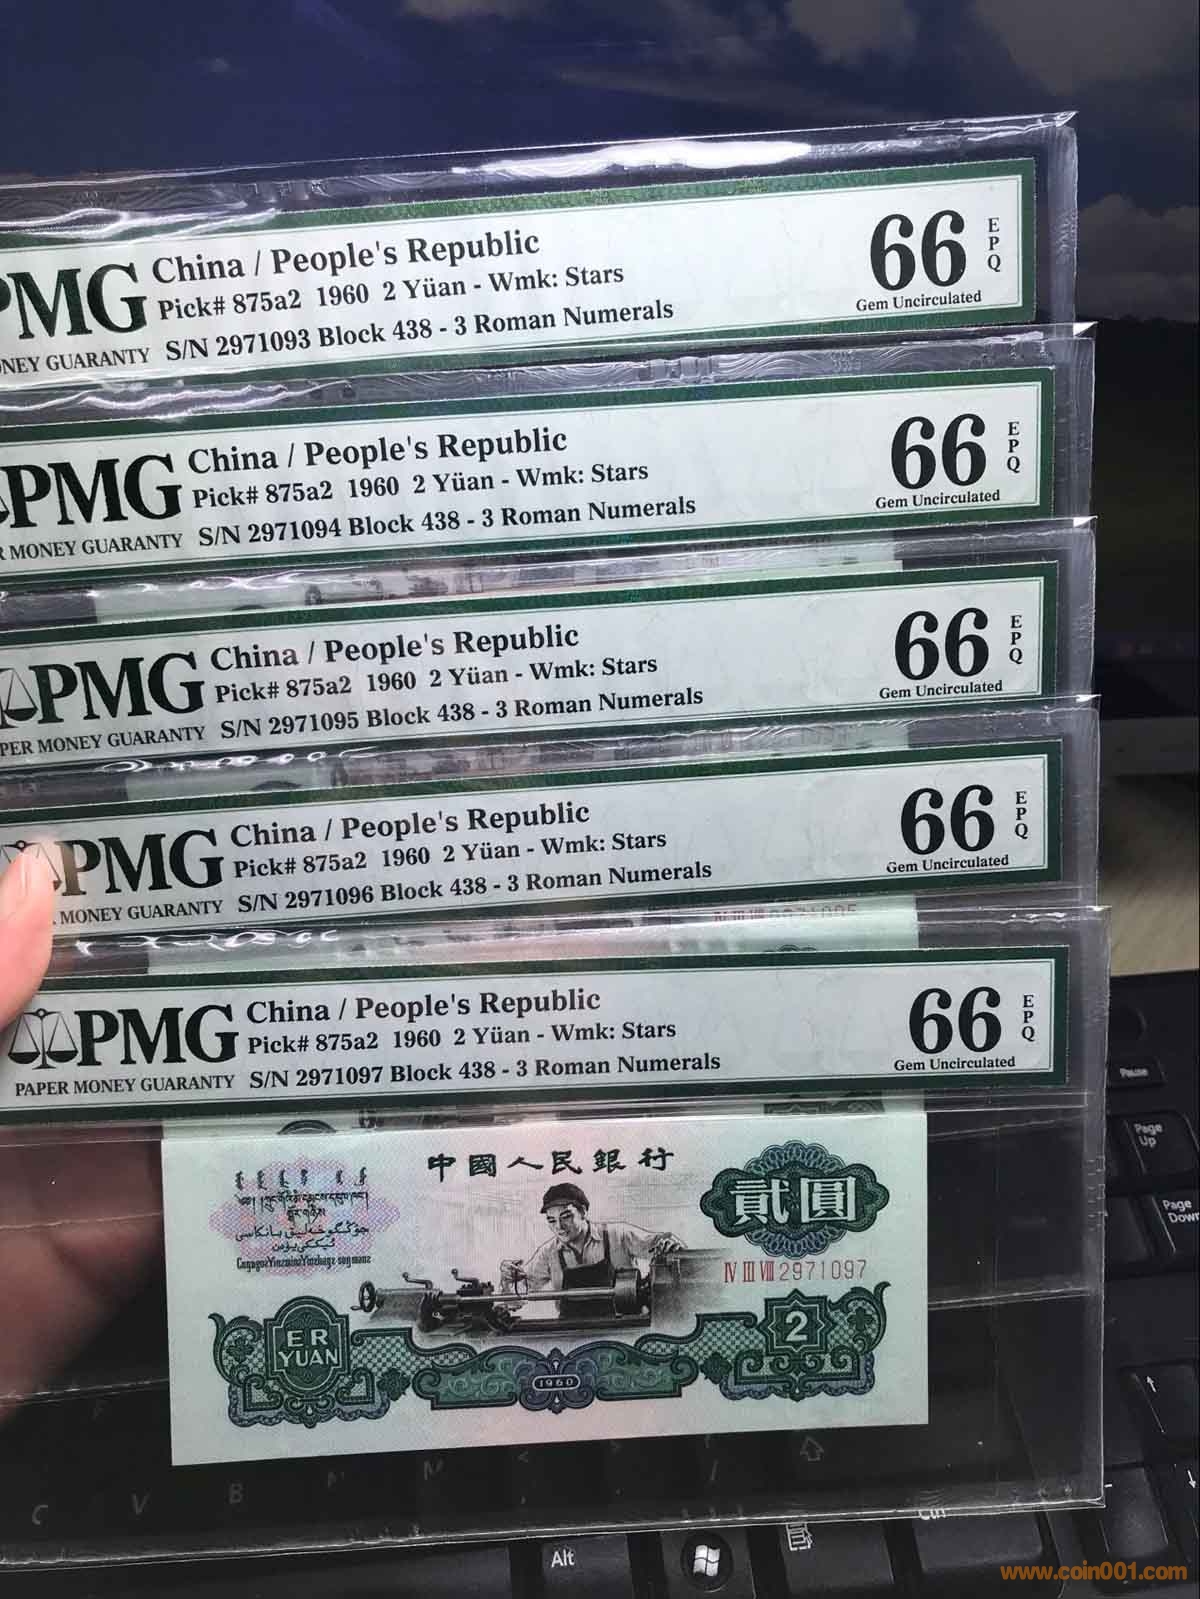 PMG
China / People's Republic
Pick# 875a2 1960 2 Yüan - Wmk: Stars
MONEY GUARANTY S/N 2971093 Block 438 - 3 Roman Numerals
66 EPQ
Gem Uncirculated
PMG
China / People's Republic
Pick# 875a2 1960 2 Yüan - Wmk: Stars
MONEY GUARANTY S/N 2971094 Block 438 - 3 Roman Numerals
66 EPQ
Gem Uncirculated
PMG
China / People's Republic
Pick# 875a2 1960 2 Yüan - Wmk: Stars
PER MONEY GUARANTY S/N 2971095 Block 438 - 3 Roman Numerals
66 EPQ
Gem Uncirculated
PMG
China / People's Republic
Pick# 875a2 1960 2 Yüan - Wmk: Stars
MONEY GUARANTY S/N 2971096 Block 438 - 3 Roman Numerals
66 EPQ
Gem Uncirculated
PMG
China / People's Republic
Pick# 875a2 1960 2 Yüan - Wmk: Stars
PAPER MONEY GUARANTY S/N 2971097 Block 438 - 3 Roman Numerals
66 EPQ
Gem Uncirculated
中國人民銀行
貳圓
IV III VIII 2971097
ER
YUAN
2
1960
Pause
Page
Up
Page
Down
C V B N M
Alt
Ctrl
www.coin001.com